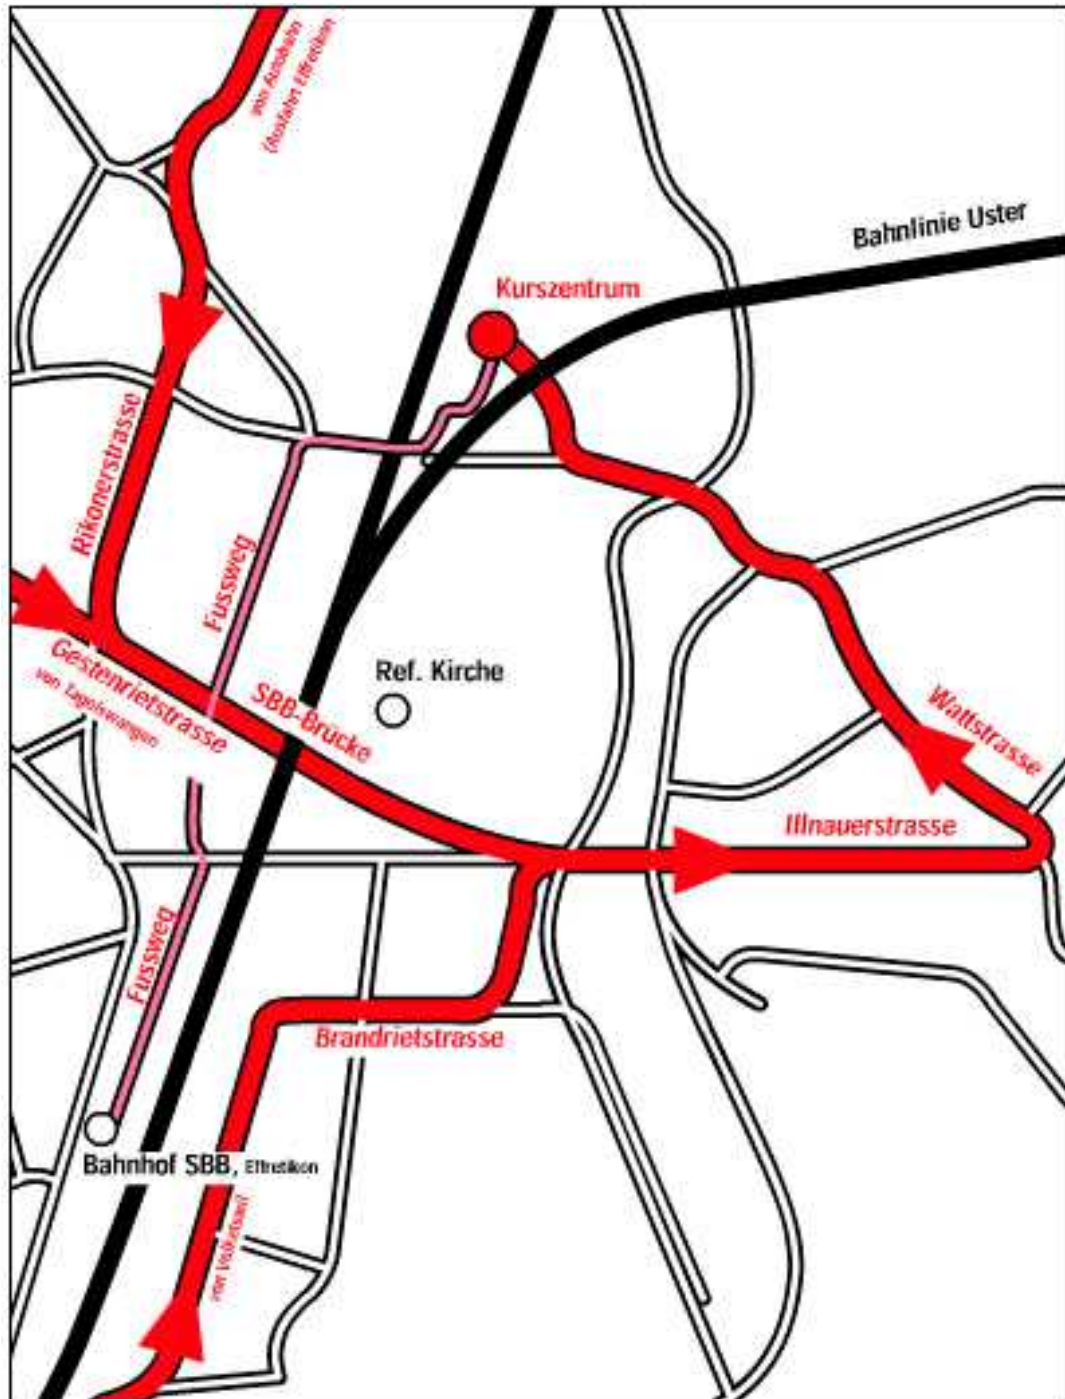 von Autobahn
(Ausfahrt Effretikon
Bahnlinie Uster
Kurszentrum
Rikonerstrasse
Fussweg
Gestenrietstrasse
von Tagelswangen
SBB-Brücke
Ref. Kirche
Wattstrasse
Illnauerstrasse
Fussweg
Brandrietstrasse
Bahnhof SBB, Effretikon
von Volketswil